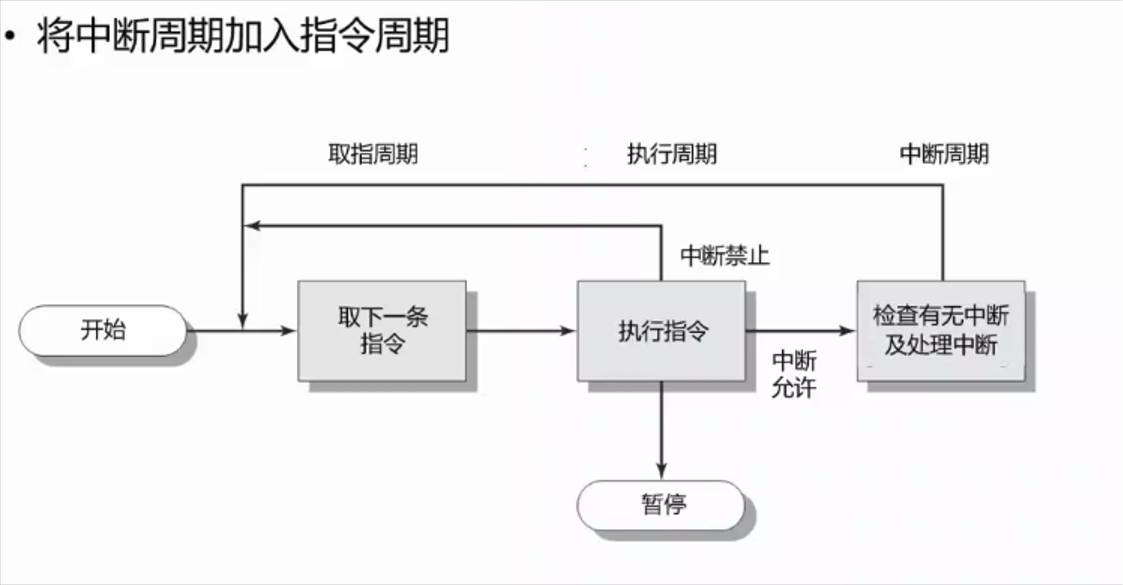 • 将中断周期加入指令周期
取指周期
执行周期
中断周期
中断禁止
开始
取下一条
指令
执行指令
中断
允许
检查有无中断
及处理中断
暂停